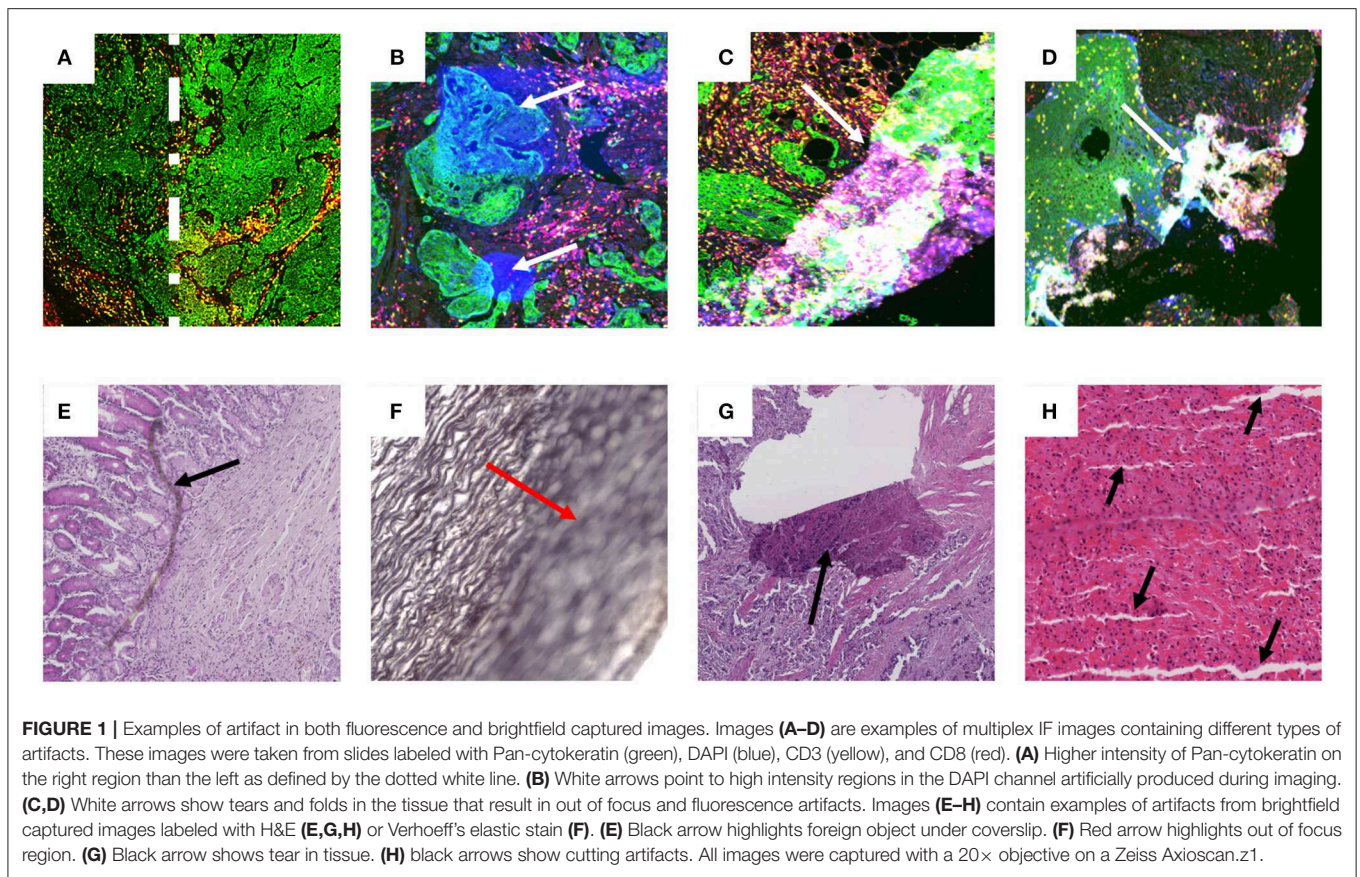 A
B
C
D
E
F
G
H
FIGURE 1 | Examples of artifact in both fluorescence and brightfield captured images. Images (A–D) are examples of multiplex IF images containing different types of
artifacts. These images were taken from slides labeled with Pan-cytokeratin (green), DAPI (blue), CD3 (yellow), and CD8 (red). (A) Higher intensity of Pan-cytokeratin on
the right region than the left as defined by the dotted white line. (B) White arrows point to high intensity regions in the DAPI channel artificially produced during imaging.
(C,D) White arrows show tears and folds in the tissue that result in out of focus and fluorescence artifacts. Images (E–H) contain examples of artifacts from brightfield
captured images labeled with H&E (E,G,H) or Verhoeff's elastic stain (F). (E) Black arrow highlights foreign object under coverslip. (F) Red arrow highlights out of focus
region. (G) Black arrow shows tear in tissue. (H) black arrows show cutting artifacts. All images were captured with a 20× objective on a Zeiss Axioscan.z1.